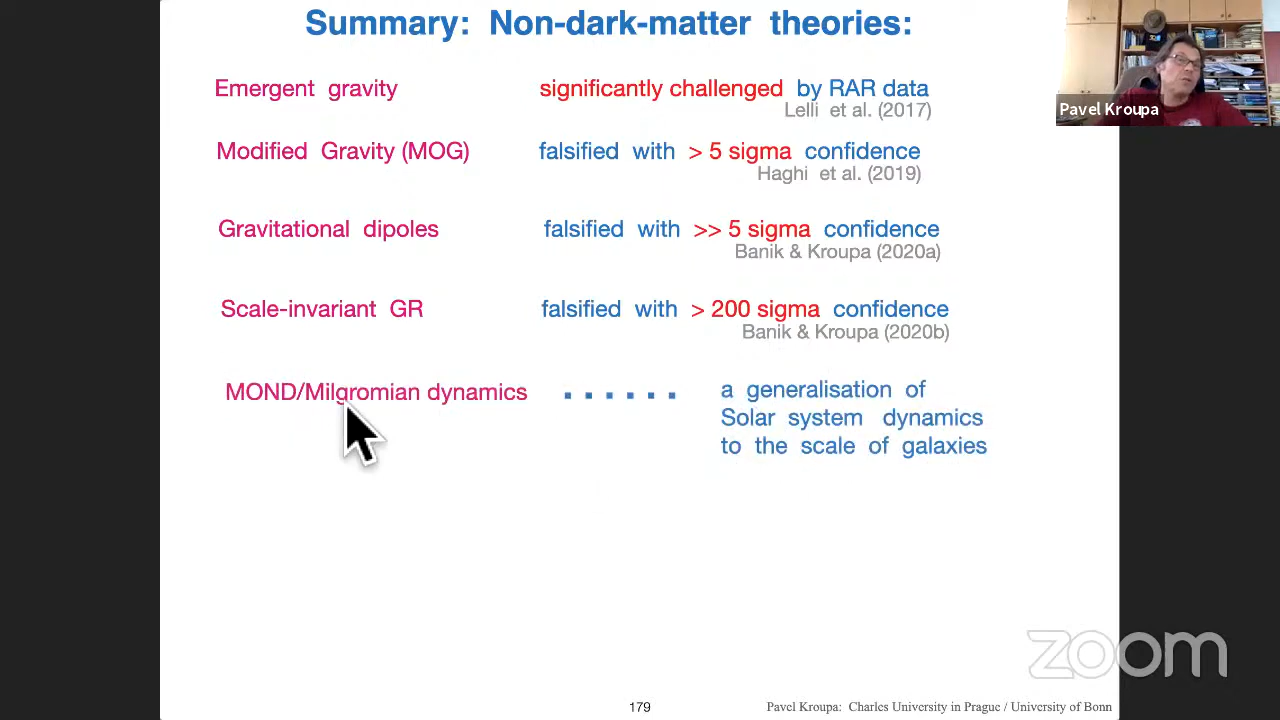 Summary: Non-dark-matter theories:
Pavel Kroupa
Emergent gravity significantly challenged by RAR data
Lelli et al. (2017)
Modified Gravity (MOG) falsified with > 5 sigma confidence
Haghi et al. (2019)
Gravitational dipoles falsified with >> 5 sigma confidence
Banik & Kroupa (2020a)
Scale-invariant GR falsified with > 200 sigma confidence
Banik & Kroupa (2020b)
MOND/Milgromian dynamics ...... a generalisation of
Solar system dynamics
to the scale of galaxies
zoom
179 Pavel Kroupa: Charles University in Prague / University of Bonn